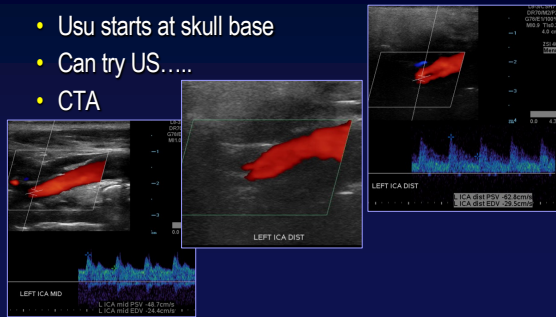 • Usu starts at skull base
• Can try US.....
• CTA
LEFT ICA MID
L ICA mid PSV -48.7cm/s
L ICA mid EDV -24.4cm/s
LEFT ICA DIST
LEFT ICA DIST
L ICA dist PSV -62.8cm/s
L ICA dist EDV -29.5cm/s